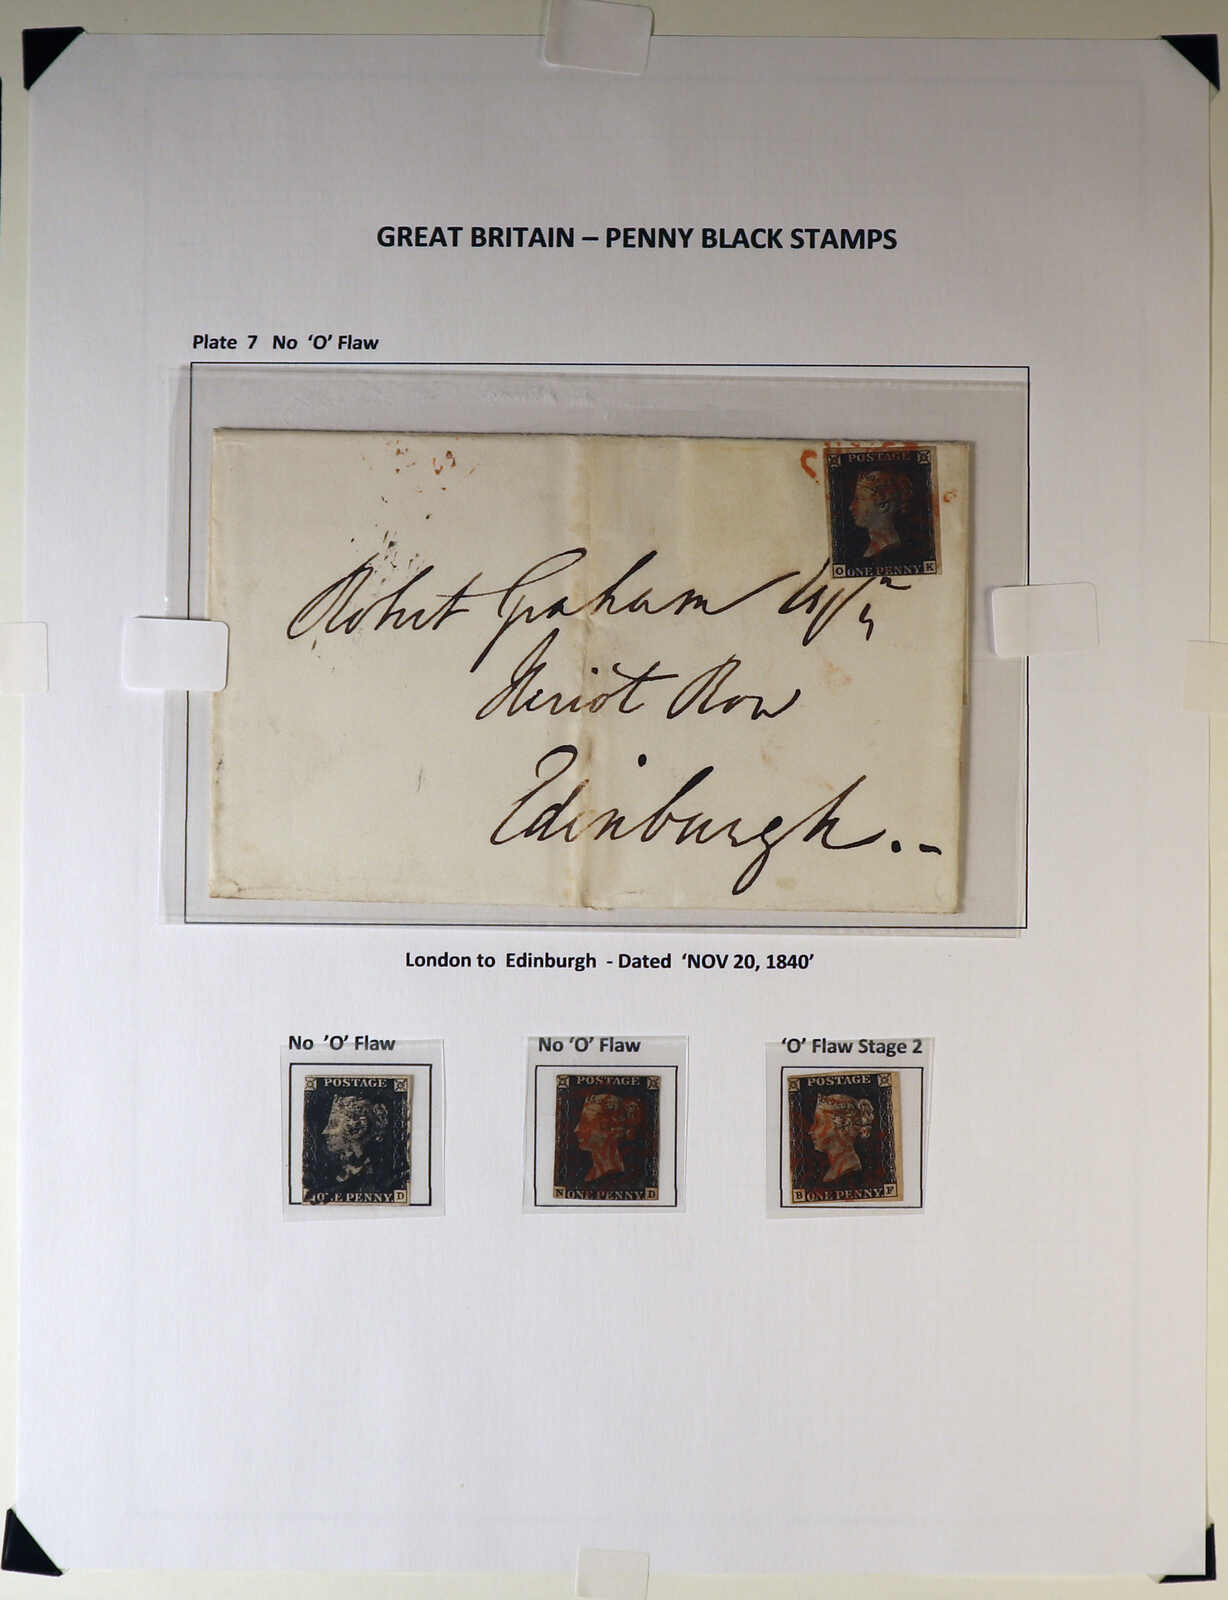 GREAT BRITAIN – PENNY BLACK STAMPS
Plate 7 No ‘O’ Flaw
POSTAGE
O ONE PENNY K
Robert Graham Esqre
Heriot Row
Edinburgh.-
London to Edinburgh - Dated ‘NOV 20, 1840’
No ’O’ Flaw
No ‘O’ Flaw
‘O’ Flaw Stage 2
POSTAGE
POSTAGE
POSTAGE
PENNY D
N ONE PENNY D
B ONE PENNY F